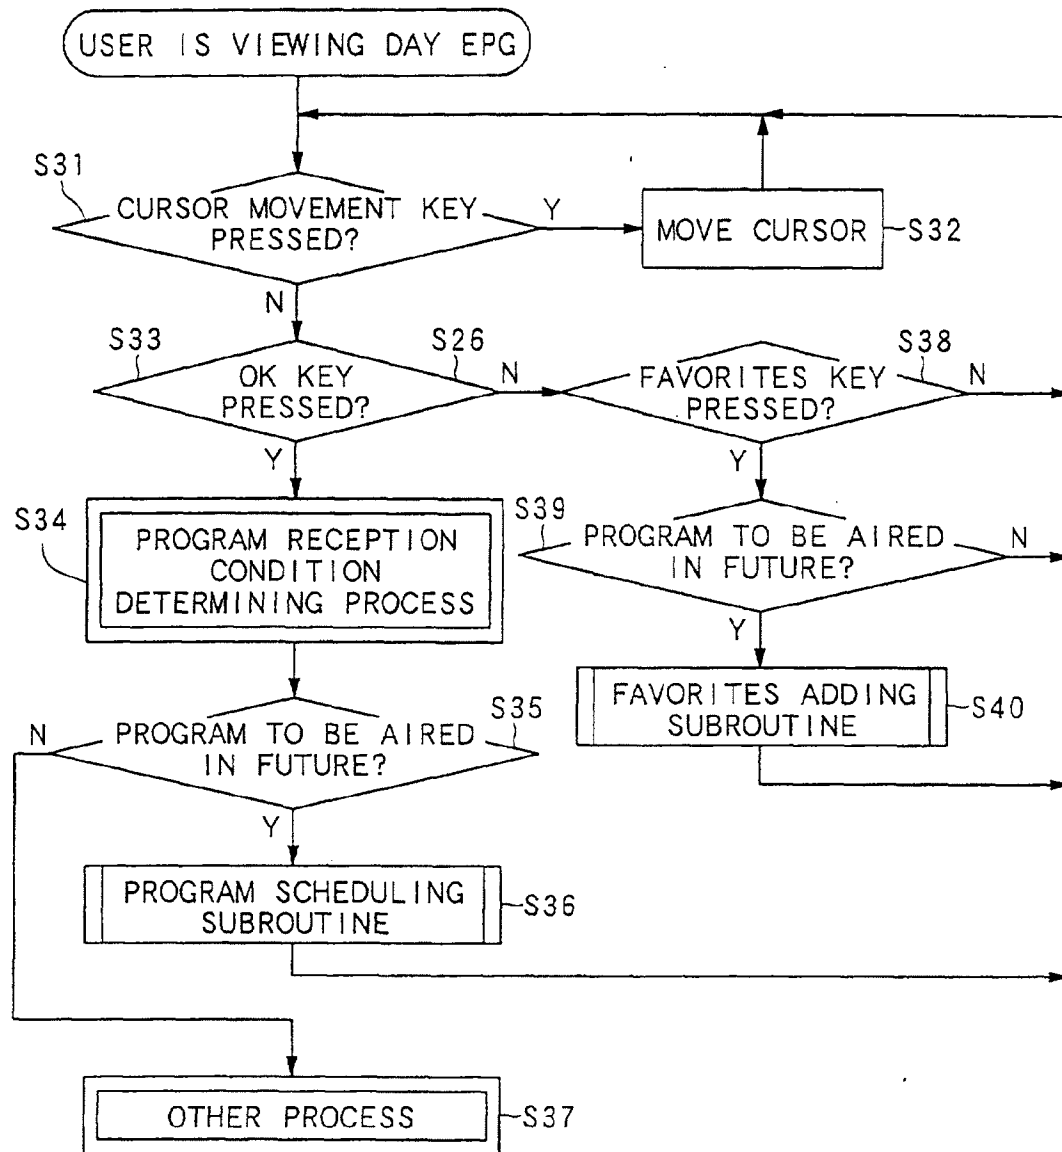 USER IS VIEWING DAY EPG
S31
CURSOR MOVEMENT KEY
PRESSED?
Y
MOVE CURSOR
S32
N
S33
OK KEY
PRESSED?
S26
N
FAVORITES KEY
PRESSED?
S38
N
Y
Y
S34
PROGRAM RECEPTION
CONDITION
DETERMINING PROCESS
S39
PROGRAM TO BE AIRED
IN FUTURE?
N
Y
FAVORITES ADDING
SUBROUTINE
S40
N
PROGRAM TO BE AIRED
IN FUTURE?
S35
Y
PROGRAM SCHEDULING
SUBROUTINE
S36
OTHER PROCESS
S37